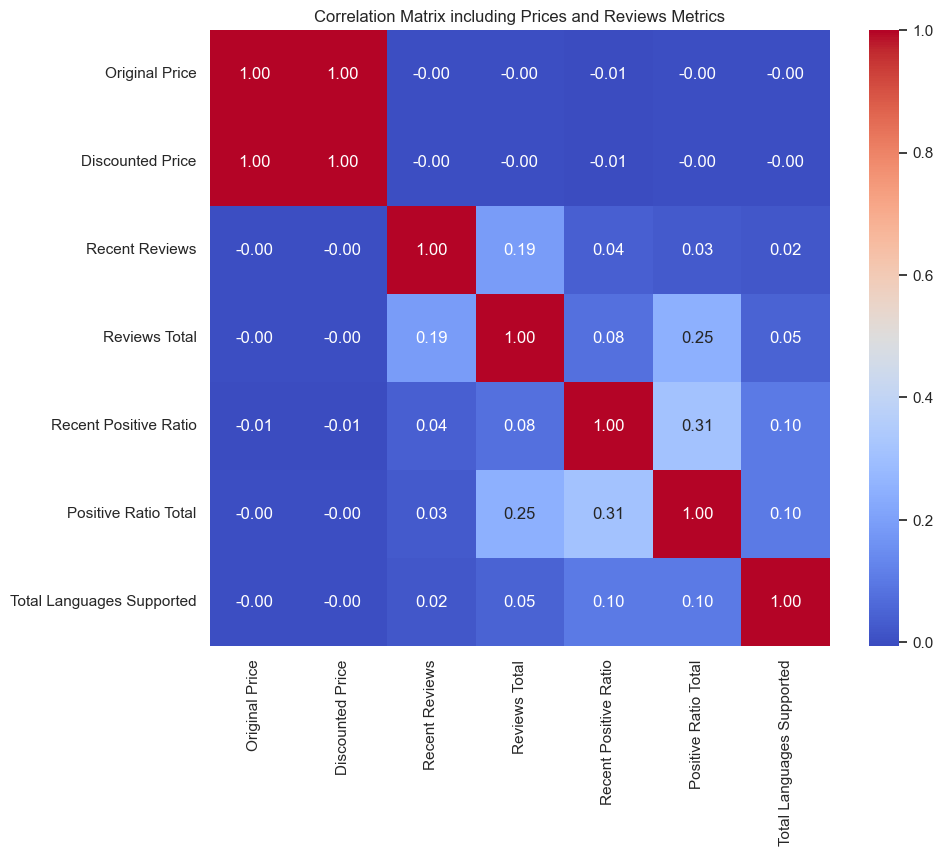 Correlation Matrix including Prices and Reviews Metrics
Original Price 1.00 1.00 -0.00 -0.00 -0.01 -0.00 -0.00
Discounted Price 1.00 1.00 -0.00 -0.00 -0.01 -0.00 -0.00
Recent Reviews -0.00 -0.00 1.00 0.19 0.04 0.03 0.02
Reviews Total -0.00 -0.00 0.19 1.00 0.08 0.25 0.05
Recent Positive Ratio -0.01 -0.01 0.04 0.08 1.00 0.31 0.10
Positive Ratio Total -0.00 -0.00 0.03 0.25 0.31 1.00 0.10
Total Languages Supported -0.00 -0.00 0.02 0.05 0.10 0.10 1.00
Original Price
Discounted Price
Recent Reviews
Reviews Total
Recent Positive Ratio
Positive Ratio Total
Total Languages Supported
1.0
0.8
0.6
0.4
0.2
0.0